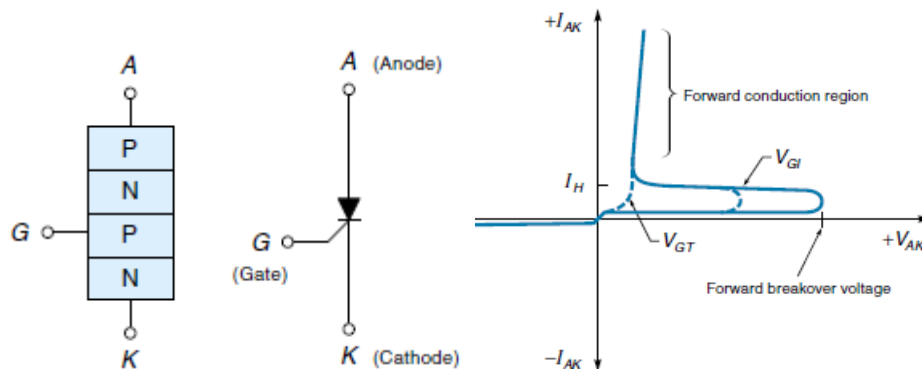 A
P
N
G
P
N
K
A (Anode)
G
(Gate)
K (Cathode)
+I_AK
Forward conduction region
V_GI
I_H
V_GT
+V_AK
Forward breakover voltage
−I_AK